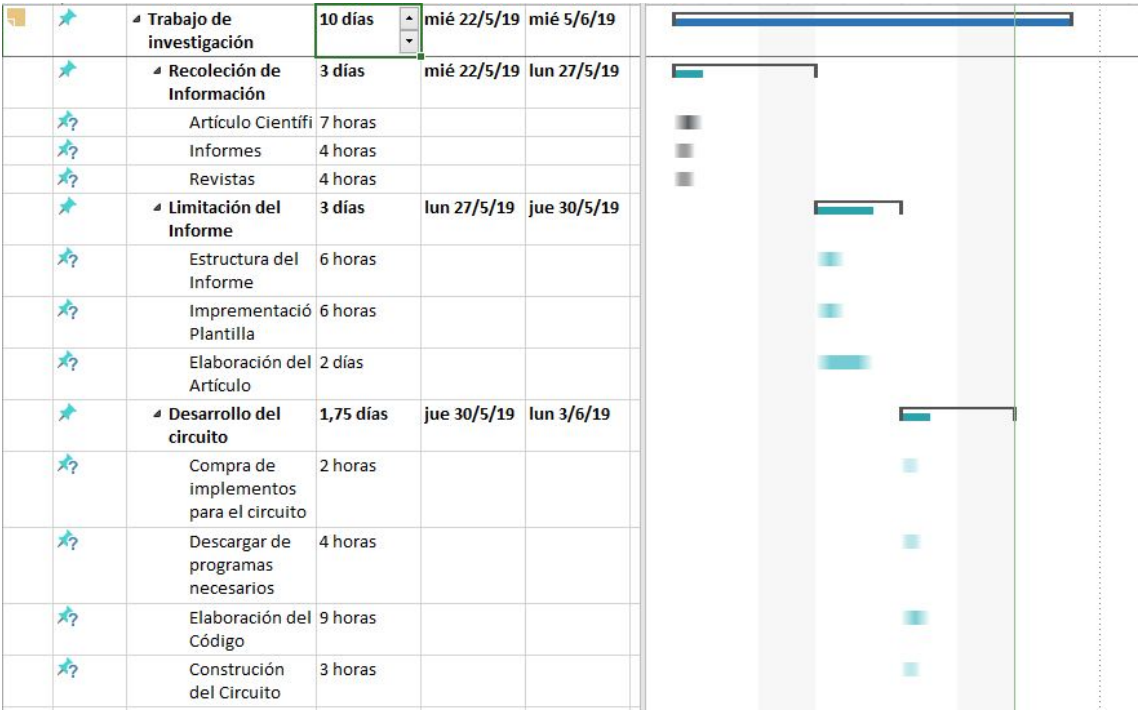 Trabajo de investigación 10 días mié 22/5/19 mié 5/6/19
Recoleción de Información 3 días mié 22/5/19 lun 27/5/19
Artículo Científi 7 horas
Informes 4 horas
Revistas 4 horas
Limitación del Informe 3 días lun 27/5/19 jue 30/5/19
Estructura del Informe 6 horas
Imprementació Plantilla 6 horas
Elaboración del Artículo 2 días
Desarrollo del circuito 1,75 días jue 30/5/19 lun 3/6/19
Compra de implementos para el circuito 2 horas
Descargar de programas necesarios 4 horas
Elaboración del Código 9 horas
Construción del Circuito 3 horas